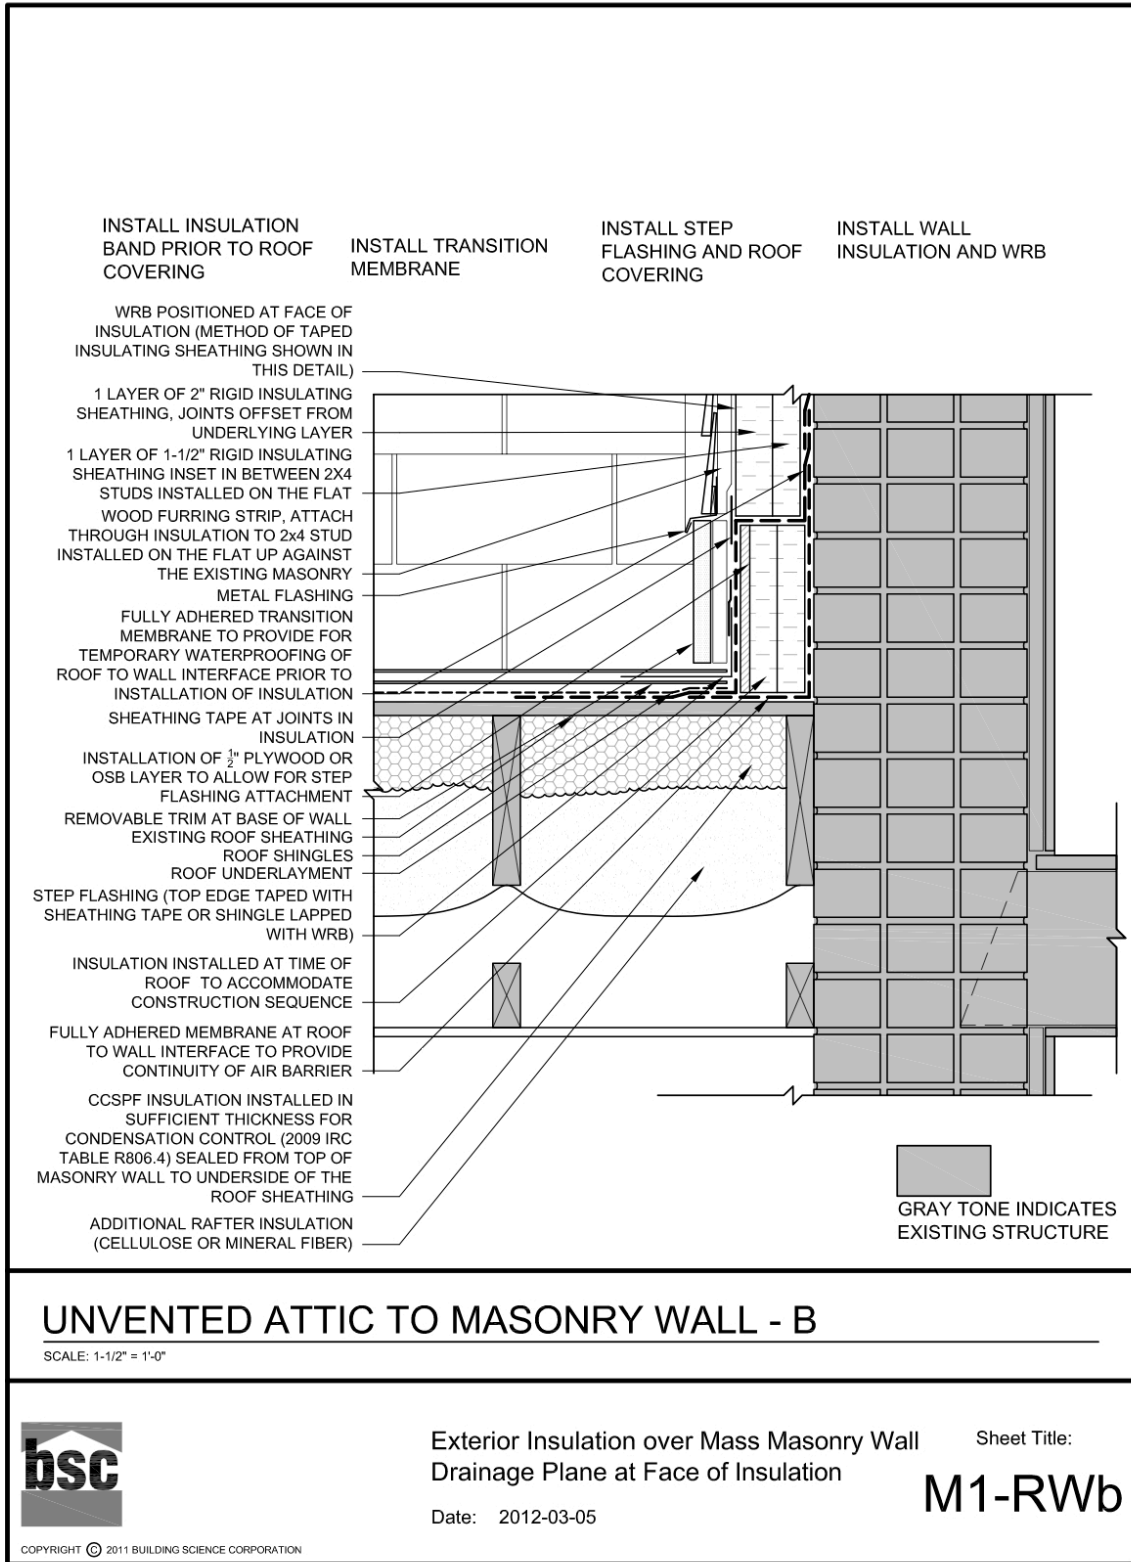 INSTALL INSULATION
BAND PRIOR TO ROOF
COVERING
INSTALL TRANSITION
MEMBRANE
INSTALL STEP
FLASHING AND ROOF
COVERING
INSTALL WALL
INSULATION AND WRB
WRB POSITIONED AT FACE OF
INSULATION (METHOD OF TAPED
INSULATING SHEATHING SHOWN IN
THIS DETAIL)
1 LAYER OF 2" RIGID INSULATING
SHEATHING, JOINTS OFFSET FROM
UNDERLYING LAYER
1 LAYER OF 1-1/2" RIGID INSULATING
SHEATHING INSET IN BETWEEN 2X4
STUDS INSTALLED ON THE FLAT
WOOD FURRING STRIP, ATTACH
THROUGH INSULATION TO 2x4 STUD
INSTALLED ON THE FLAT UP AGAINST
THE EXISTING MASONRY
METAL FLASHING
FULLY ADHERED TRANSITION
MEMBRANE TO PROVIDE FOR
TEMPORARY WATERPROOFING OF
ROOF TO WALL INTERFACE PRIOR TO
INSTALLATION OF INSULATION
SHEATHING TAPE AT JOINTS IN
INSULATION
INSTALLATION OF 1/2" PLYWOOD OR
OSB LAYER TO ALLOW FOR STEP
FLASHING ATTACHMENT
REMOVABLE TRIM AT BASE OF WALL
EXISTING ROOF SHEATHING
ROOF SHINGLES
ROOF UNDERLAYMENT
STEP FLASHING (TOP EDGE TAPED WITH
SHEATHING TAPE OR SHINGLE LAPPED
WITH WRB)
INSULATION INSTALLED AT TIME OF
ROOF TO ACCOMMODATE
CONSTRUCTION SEQUENCE
FULLY ADHERED MEMBRANE AT ROOF
TO WALL INTERFACE TO PROVIDE
CONTINUITY OF AIR BARRIER
CCSPF INSULATION INSTALLED IN
SUFFICIENT THICKNESS FOR
CONDENSATION CONTROL (2009 IRC
TABLE R806.4) SEALED FROM TOP OF
MASONRY WALL TO UNDERSIDE OF THE
ROOF SHEATHING
ADDITIONAL RAFTER INSULATION
(CELLULOSE OR MINERAL FIBER)
GRAY TONE INDICATES
EXISTING STRUCTURE
UNVENTED ATTIC TO MASONRY WALL - B
SCALE: 1-1/2" = 1'-0"
bsc
Exterior Insulation over Mass Masonry Wall
Drainage Plane at Face of Insulation
Date: 2012-03-05
Sheet Title:
M1-RWb
COPYRIGHT © 2011 BUILDING SCIENCE CORPORATION